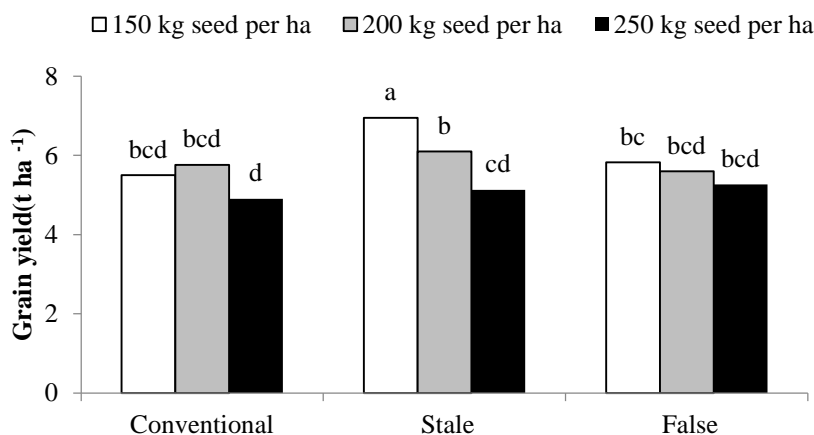 150 kg seed per ha 200 kg seed per ha 250 kg seed per ha
Grain yield(t ha -1)
8
6
4
2
0
bcd bcd d
a b cd
bc bcd bcd
Conventional Stale False